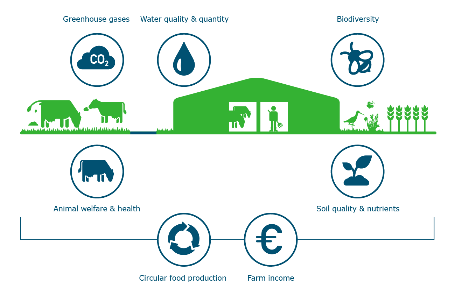 Greenhouse gases
Water quality & quantity
Biodiversity
CO2
Animal welfare & health
Soil quality & nutrients
€
Circular food production
Farm income